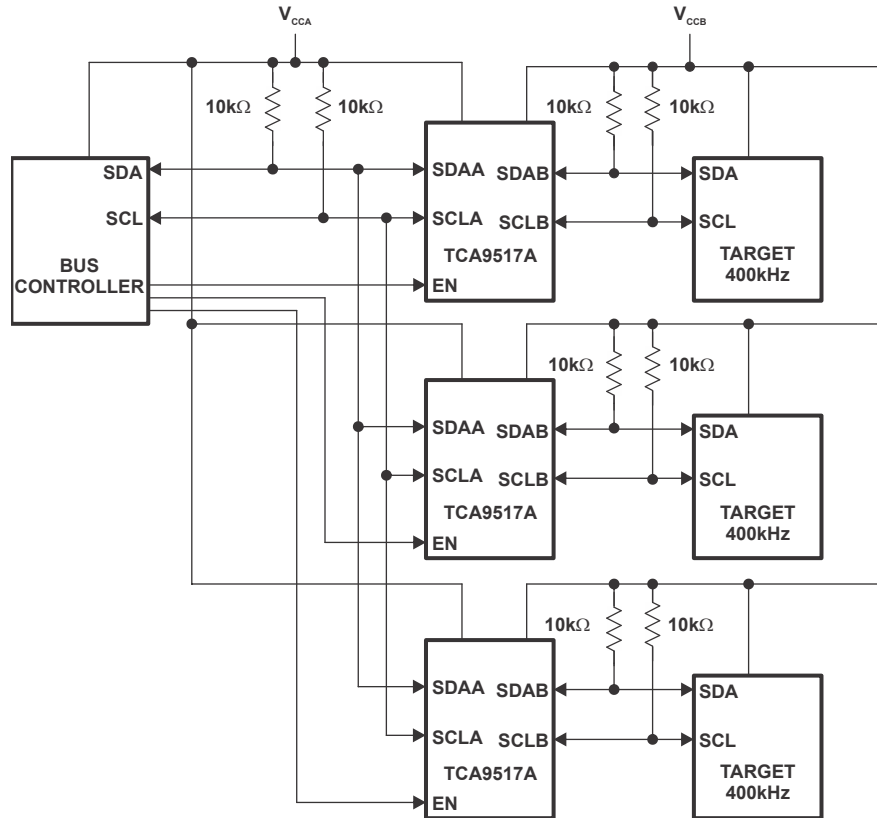 V_CCA
V_CCB
10kΩ
10kΩ
10kΩ
10kΩ
SDA
SCL
BUS
CONTROLLER
SDAA
SCLA
SDAB
SCLB
TCA9517A
EN
SDA
SCL
TARGET
400kHz
10kΩ
10kΩ
SDAA
SCLA
SDAB
SCLB
TCA9517A
EN
SDA
SCL
TARGET
400kHz
10kΩ
10kΩ
SDAA
SCLA
SDAB
SCLB
TCA9517A
EN
SDA
SCL
TARGET
400kHz